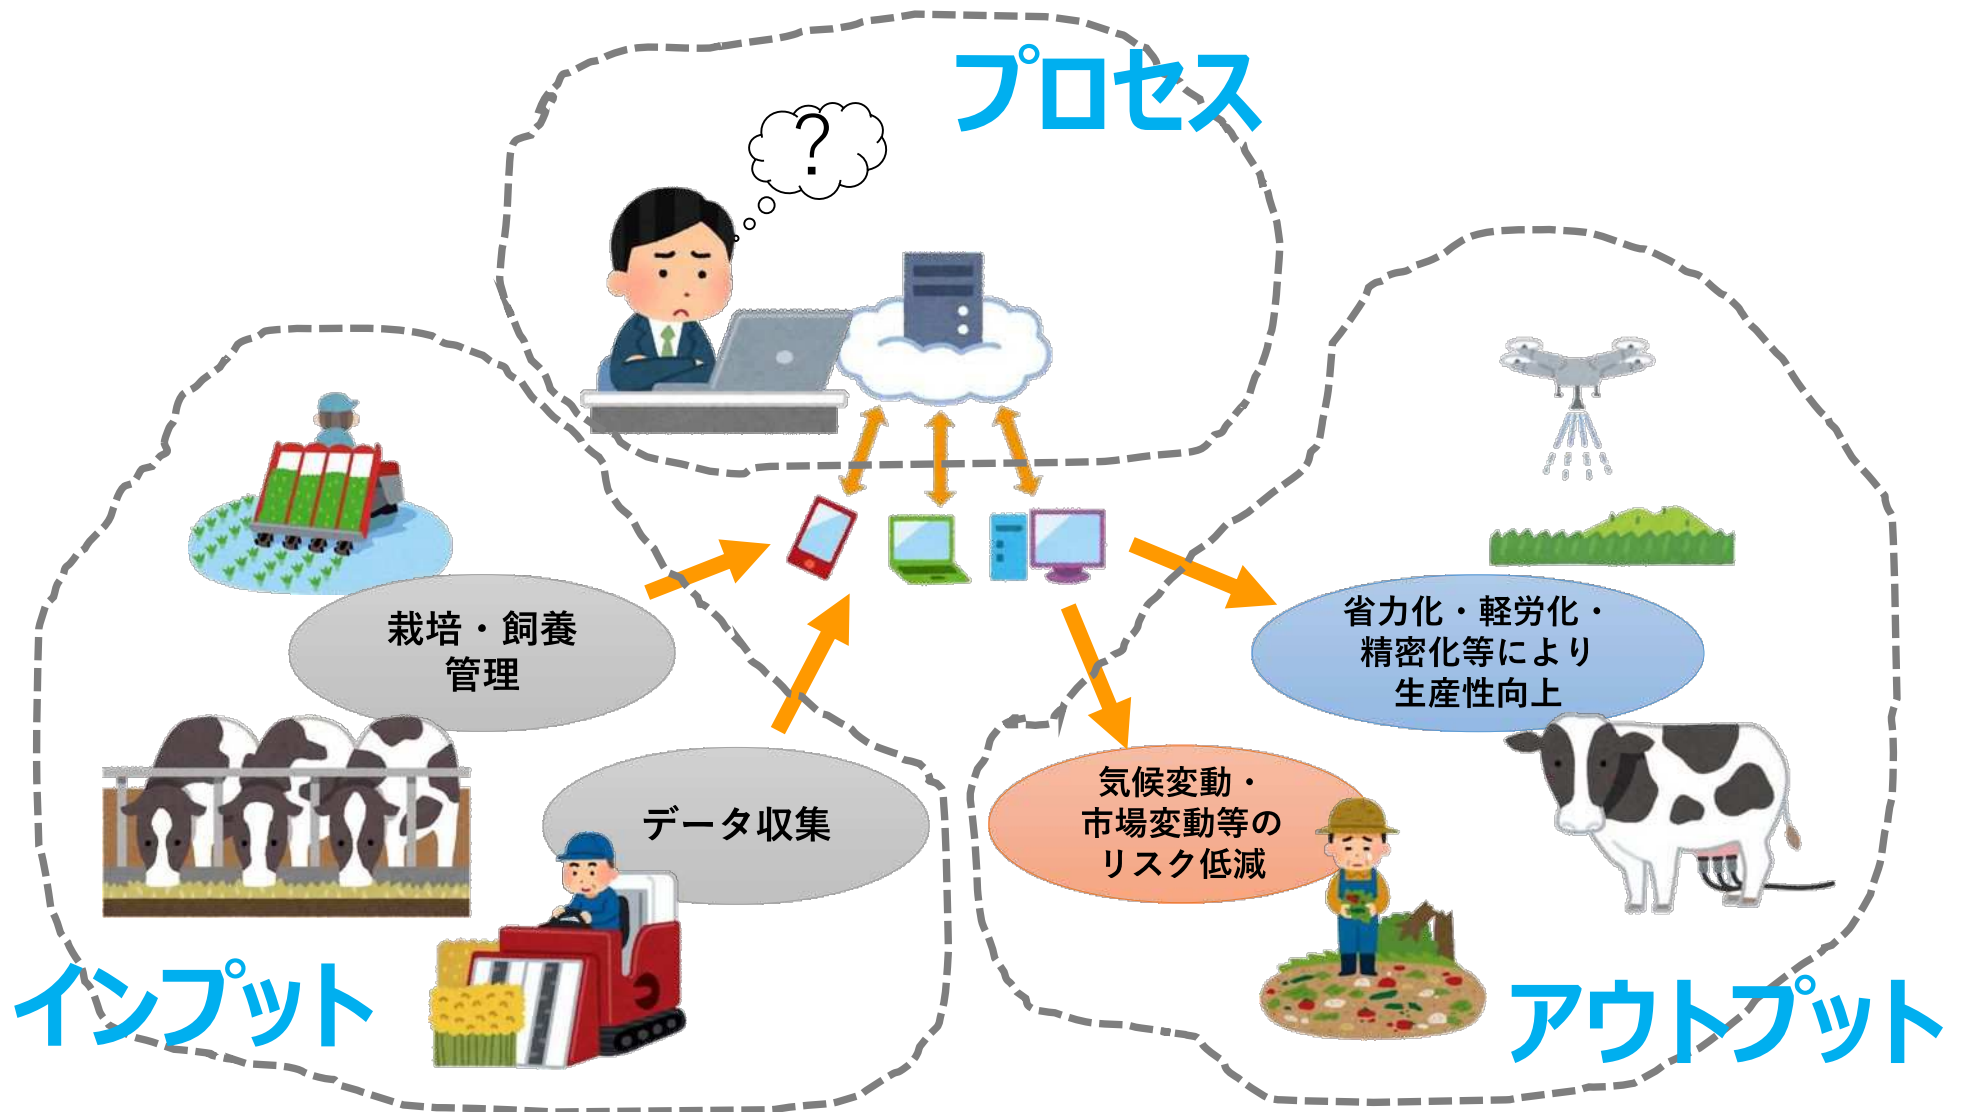 プロセス
?
栽培・飼養
管理
データ収集
インプット
省力化・軽労化・
精密化等により
生産性向上
気候変動・
市場変動等の
リスク低減
アウトプット